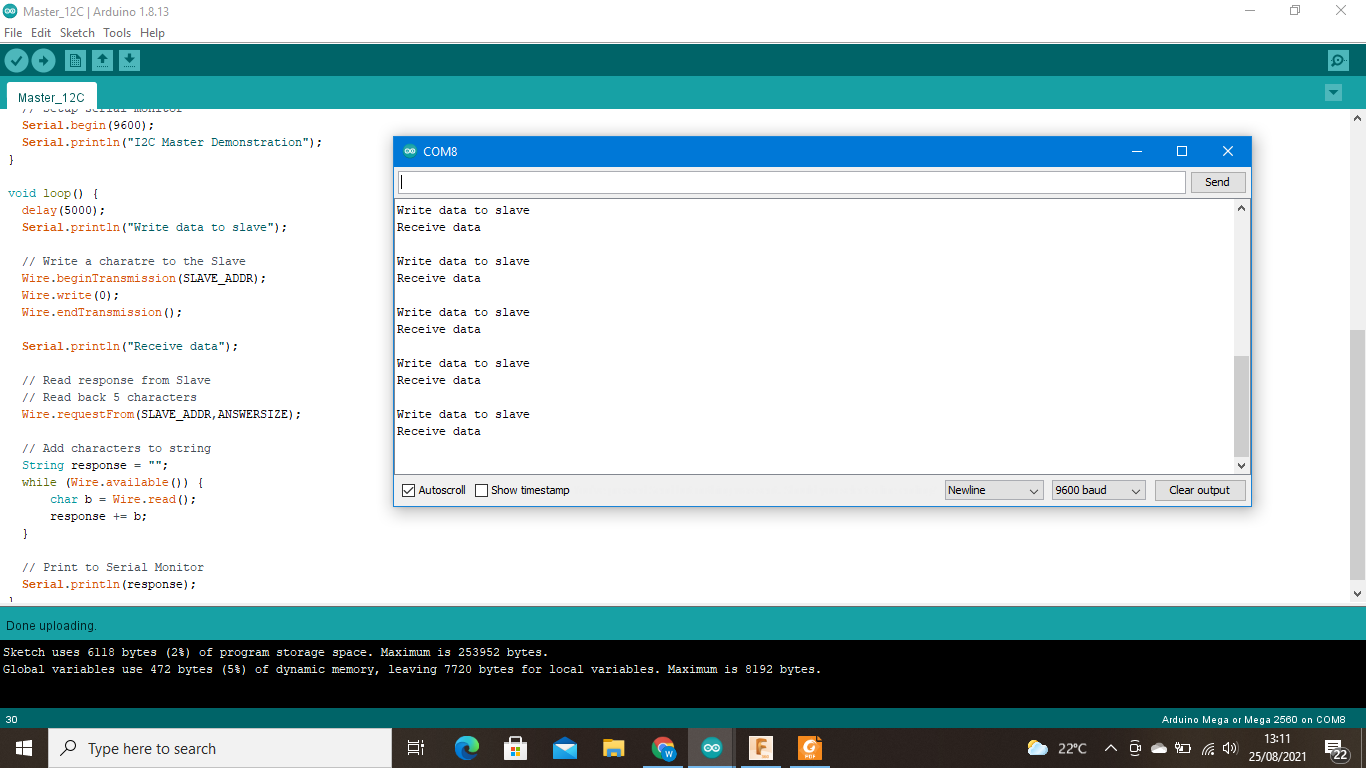 Master_12C | Arduino 1.8.13
File Edit Sketch Tools Help
Master_12C
// Setup serial monitor
Serial.begin(9600);
Serial.println("I2C Master Demonstration");
}
void loop() {
delay(5000);
Serial.println("Write data to slave");
// Write a charatre to the Slave
Wire.beginTransmission(SLAVE_ADDR);
Wire.write(0);
Wire.endTransmission();
Serial.println("Receive data");
// Read response from Slave
// Read back 5 characters
Wire.requestFrom(SLAVE_ADDR,ANSWERSIZE);
// Add characters to string
String response = "";
while (Wire.available()) {
char b = Wire.read();
response += b;
}
// Print to Serial Monitor
Serial.println(response);
COM8
Send
Write data to slave
Receive data
Write data to slave
Receive data
Write data to slave
Receive data
Write data to slave
Receive data
Write data to slave
Receive data
Autoscroll Show timestamp Newline 9600 baud Clear output
Done uploading.
Sketch uses 6118 bytes (2%) of program storage space. Maximum is 253952 bytes.
Global variables use 472 bytes (5%) of dynamic memory, leaving 7720 bytes for local variables. Maximum is 8192 bytes.
30 Arduino Mega or Mega 2560 on COM8
Type here to search
22°C
13:11
25/08/2021
22